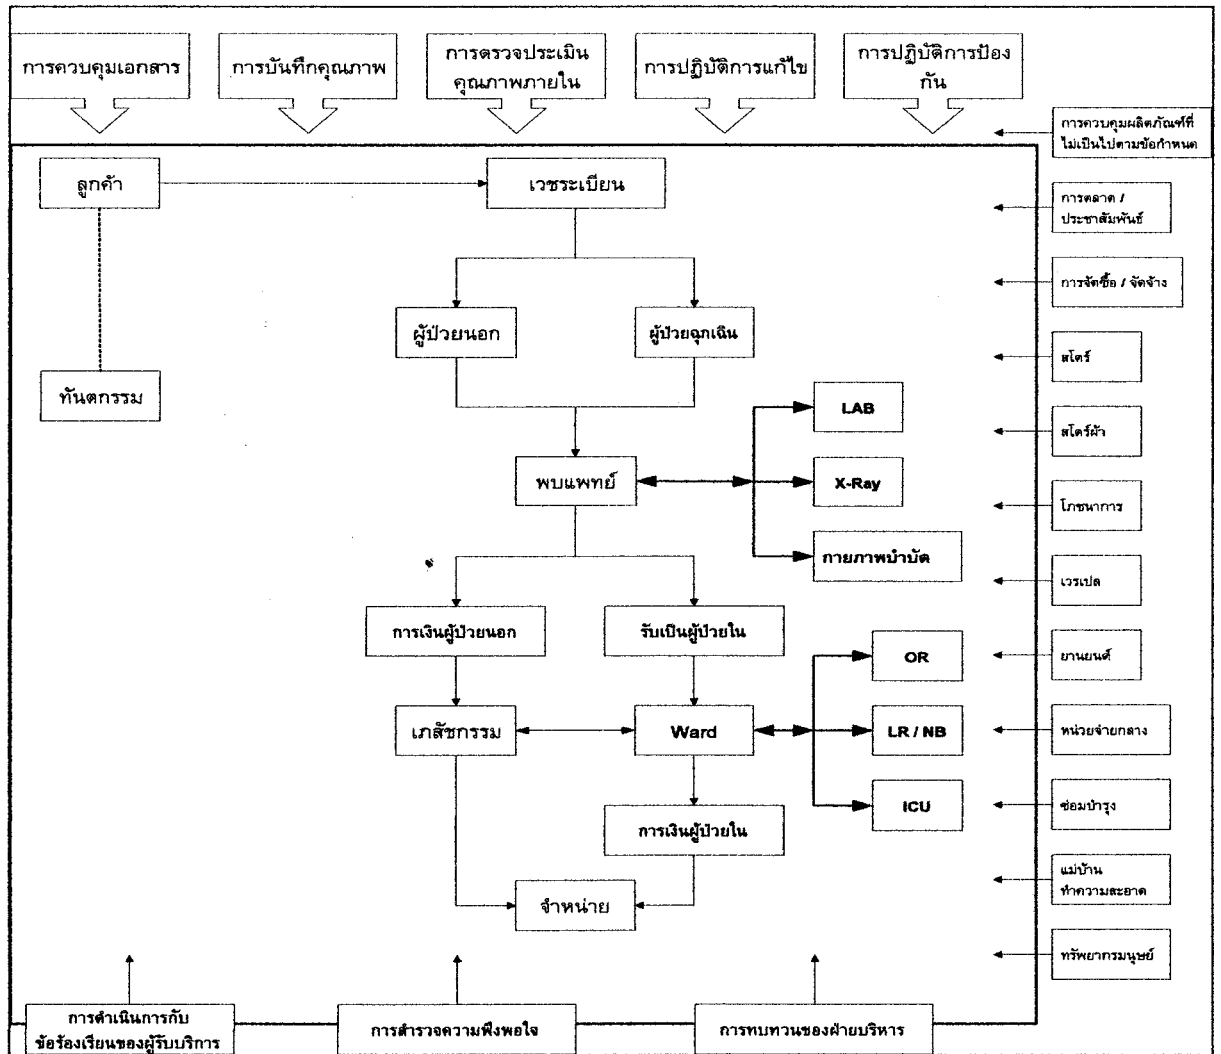 การควบคุมเอกสาร
การบันทึกคุณภาพ
การตรวจประเมิน
คุณภาพภายใน
การปฏิบัติการแก้ไข
การปฏิบัติการป้อง
กัน
การควบคุมผลิตภัณฑ์ที่
ไม่เป็นไปตามข้อกำหนด
ลูกค้า
เวชระเบียน
การตลาด /
ประชาสัมพันธ์
การจัดซื้อ / จัดจ้าง
ผู้ป่วยนอก
ผู้ป่วยฉุกเฉิน
สโตร์
ทันตกรรม
LAB
สโตร์ผ้า
พบแพทย์
X-Ray
โภชนาการ
กายภาพบำบัด
เวรเปล
การเงินผู้ป่วยนอก
รับเป็นผู้ป่วยใน
OR
ยานยนต์
เภสัชกรรม
Ward
LR / NB
หน่วยจ่ายกลาง
ICU
ซ่อมบำรุง
การเงินผู้ป่วยใน
แม่บ้าน
ทำความสะอาด
จำหน่าย
ทรัพยากรมนุษย์
การดำเนินการกับ
ข้อร้องเรียนของผู้รับบริการ
การสำรวจความพึงพอใจ
การทบทวนของฝ่ายบริหาร